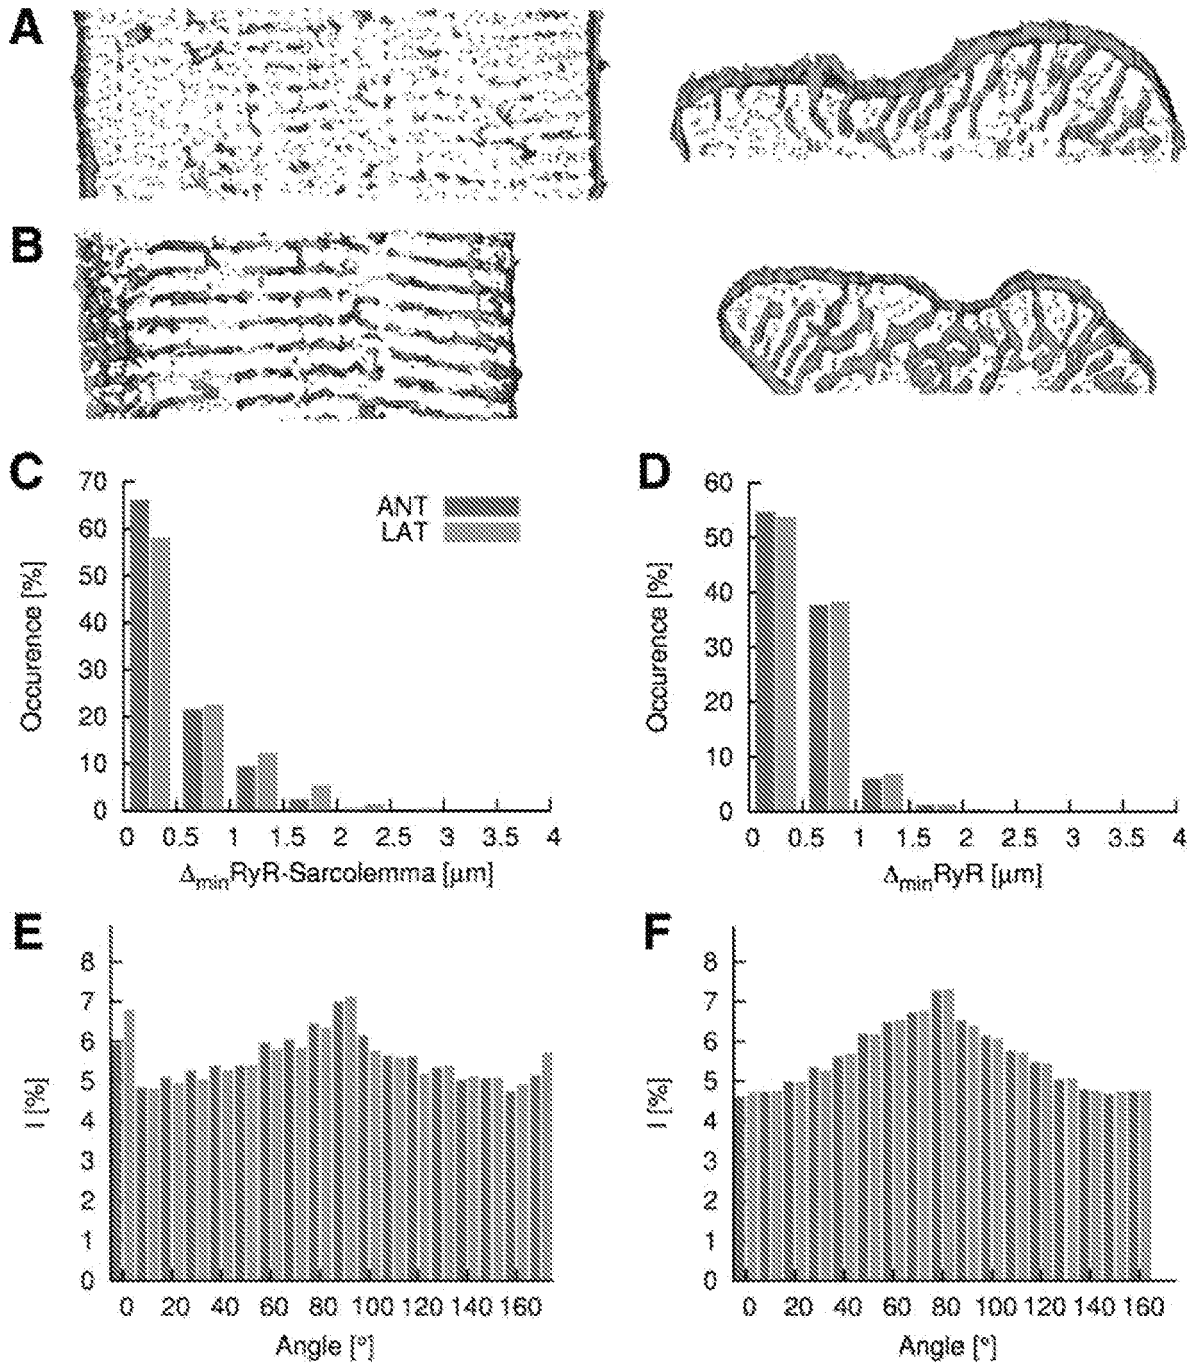 A
B
C
70
60
50
40
30
20
10
0
0 0.5 1 1.5 2 2.5 3 3.5 4
Occurence [%]
ΔminRyR-Sarcolemma [μm]
ANT
LAT
D
60
50
40
30
20
10
0
0 0.5 1 1.5 2 2.5 3 3.5 4
Occurence [%]
ΔminRyR [μm]
E
8
7
6
5
4
3
2
1
0
0 20 40 60 80 100 120 140 160
I [%]
Angle [°]
F
8
7
6
5
4
3
2
1
0
0 20 40 60 80 100 120 140 160
I [%]
Angle [°]